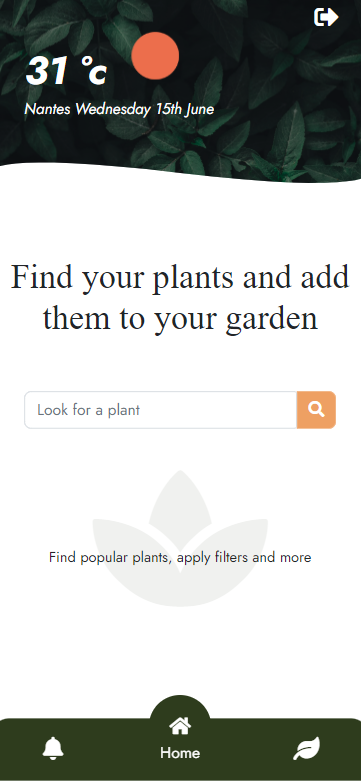 31 °c
Nantes Wednesday 15th June
Find your plants and add
them to your garden
Look for a plant
Find popular plants, apply filters and more
Home